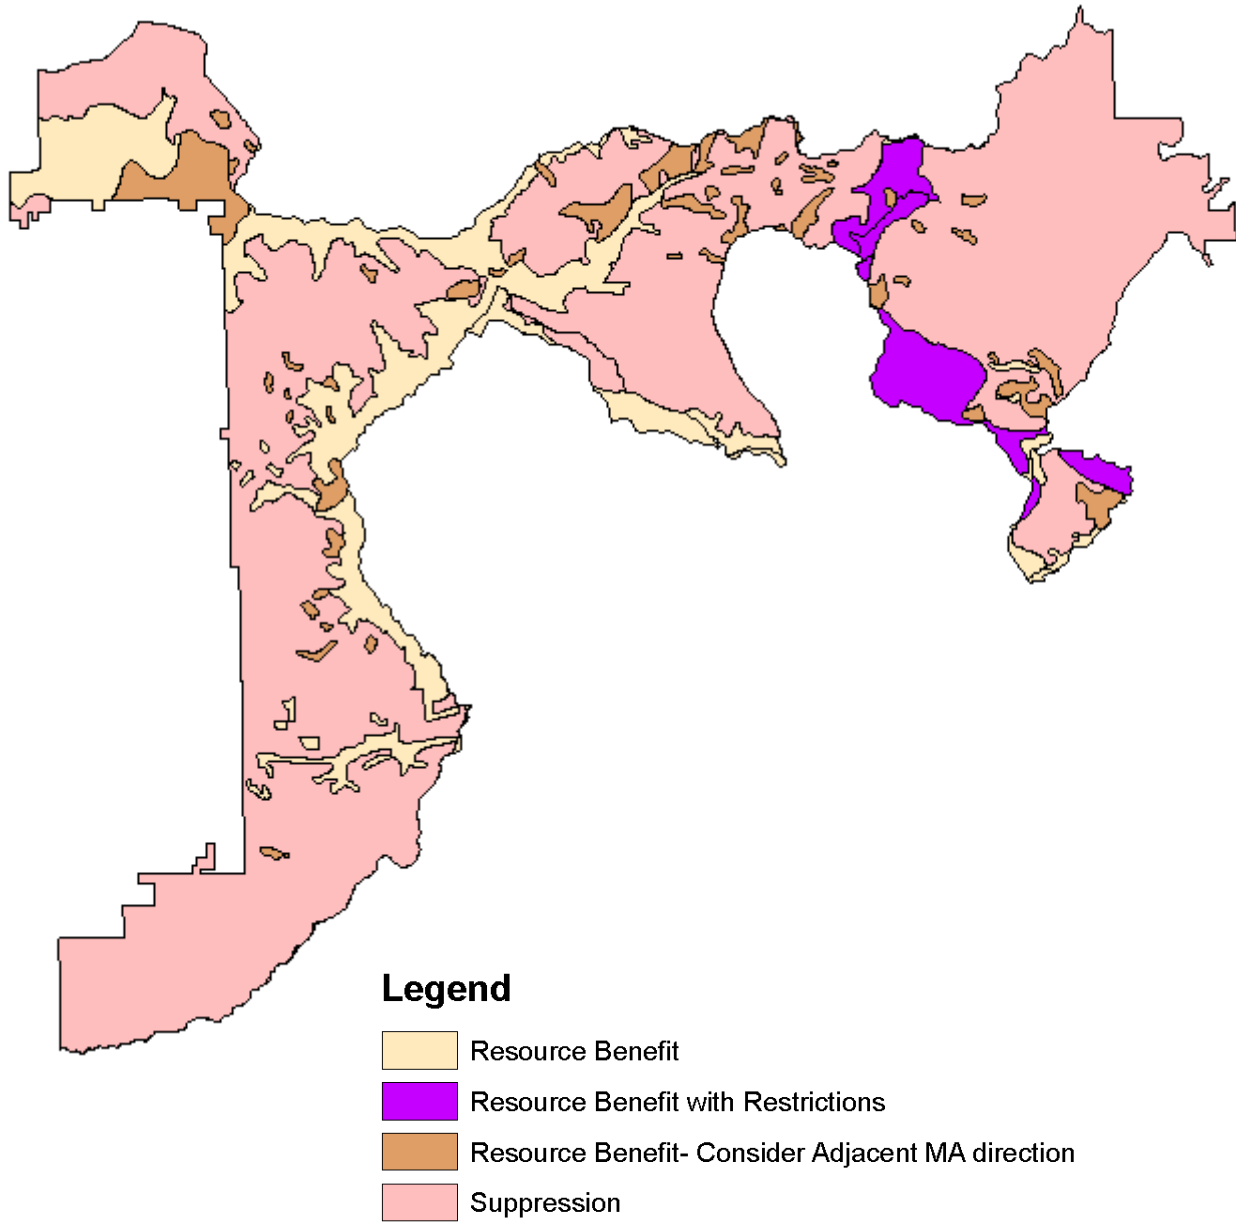 Legend
Resource Benefit
Resource Benefit with Restrictions
Resource Benefit- Consider Adjacent MA direction
Suppression